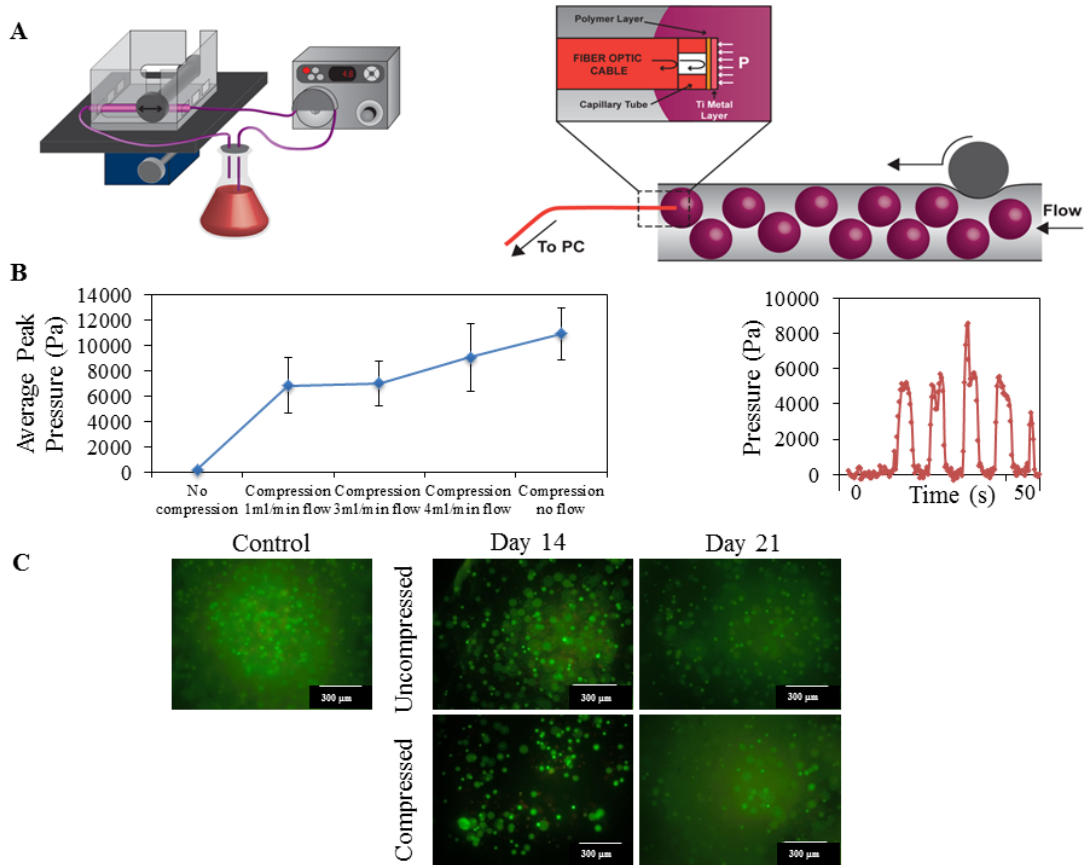 A
4.8
Polymer Layer
FIBER OPTIC
CABLE
P
Capillary Tube
Ti Metal
Layer
To PC
Flow
B
Average Peak
Pressure (Pa)
14000
12000
10000
8000
6000
4000
2000
0
No
compression
Compression
1ml/min flow
Compression
3ml/min flow
Compression
4ml/min flow
Compression
no flow
Pressure (Pa)
10000
8000
6000
4000
2000
0
0
Time (s)
50
C
Control
Day 14
Day 21
Uncompressed
300 μm
300 μm
300 μm
Compressed
300 μm
300 μm